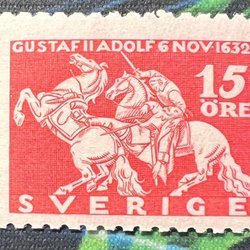 GUSTAF II ADOLF 6 NOV·1632
15
ÖRE
SVERIGE